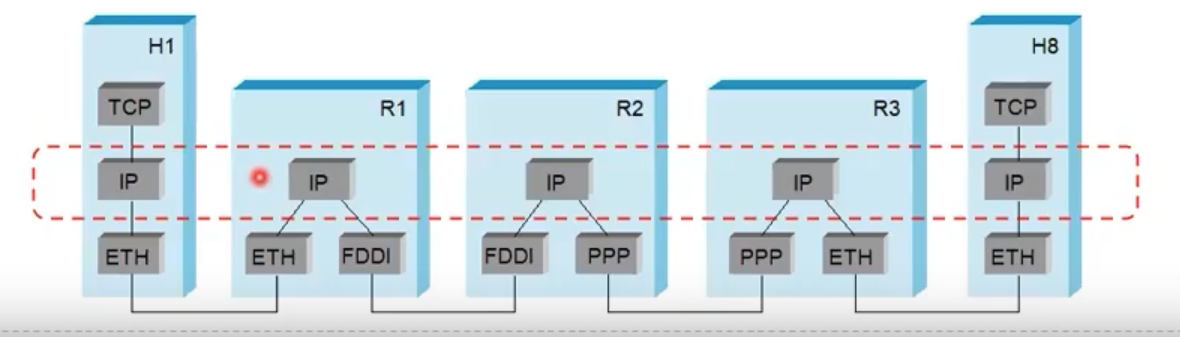 H1
H8
R1
R2
R3
TCP
TCP
IP
IP
IP
IP
IP
ETH
ETH
FDDI
FDDI
PPP
PPP
ETH
ETH